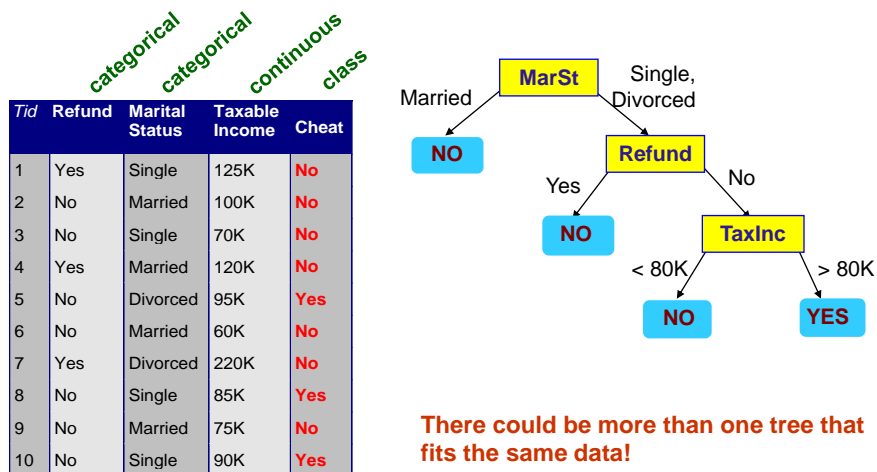 categorical
categorical
continuous
class
Tid Refund Marital Status Taxable Income Cheat
1 Yes Single 125K No
2 No Married 100K No
3 No Single 70K No
4 Yes Married 120K No
5 No Divorced 95K Yes
6 No Married 60K No
7 Yes Divorced 220K No
8 No Single 85K Yes
9 No Married 75K No
10 No Single 90K Yes
MarSt
Married
Single,
Divorced
NO
Refund
Yes
No
NO
TaxInc
< 80K
> 80K
NO
YES
There could be more than one tree that
fits the same data!